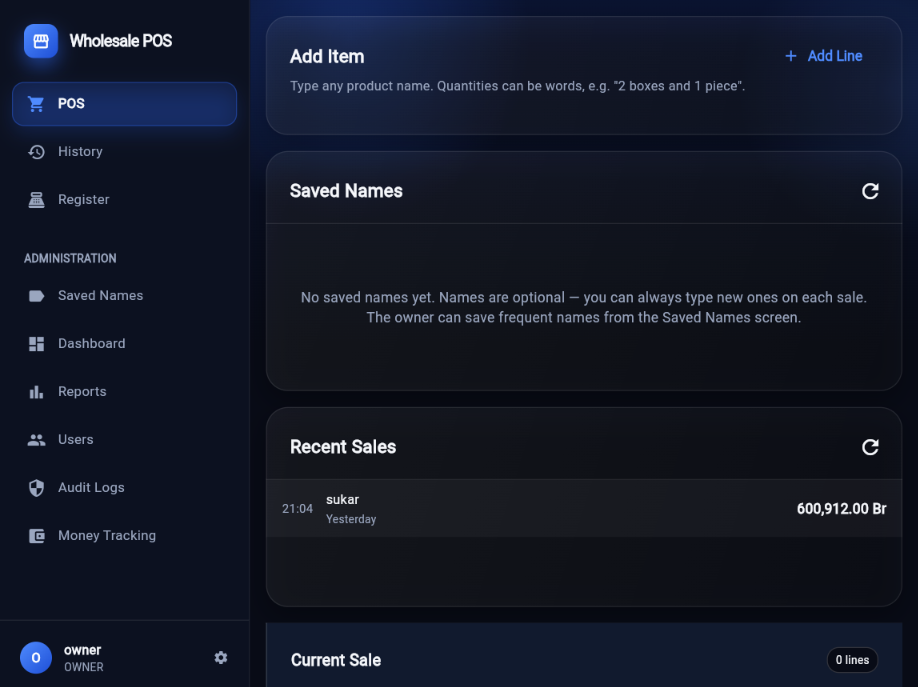 Wholesale POS
POS
History
Register
ADMINISTRATION
Saved Names
Dashboard
Reports
Users
Audit Logs
Money Tracking
O
owner
OWNER
Add Item
+ Add Line
Type any product name. Quantities can be words, e.g. "2 boxes and 1 piece".
Saved Names
No saved names yet. Names are optional — you can always type new ones on each sale.
The owner can save frequent names from the Saved Names screen.
Recent Sales
21:04
sukar
Yesterday
600,912.00 Br
Current Sale
0 lines